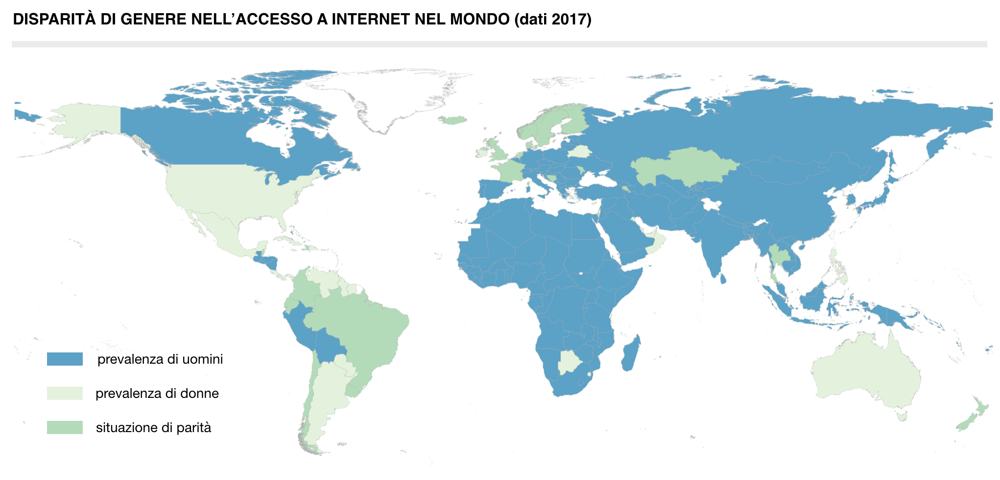 DISPARITÀ DI GENERE NELL’ACCESSO A INTERNET NEL MONDO (dati 2017)
prevalenza di uomini
prevalenza di donne
situazione di parità